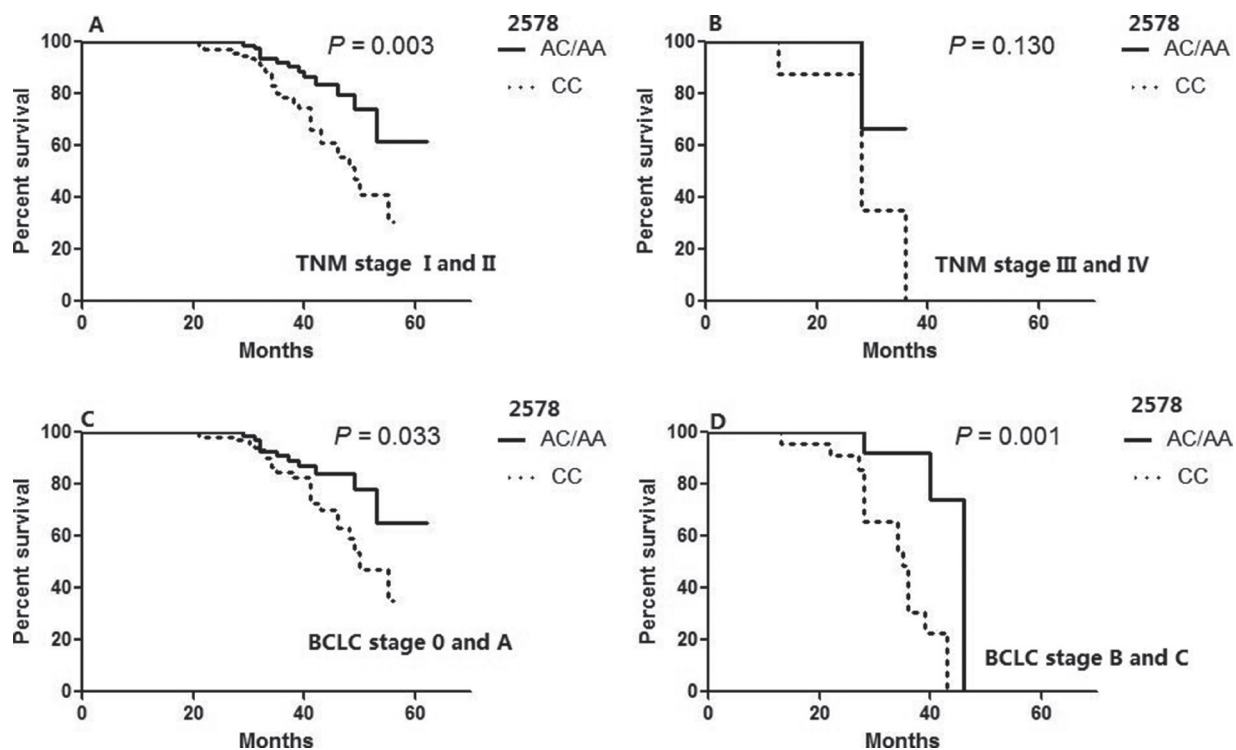 A
P = 0.003
2578
AC/AA
CC
Percent survival
100
80
60
40
20
0
TNM stage I and II
0 20 40 60
Months
B
P = 0.130
2578
AC/AA
CC
Percent survival
100
80
60
40
20
0
TNM stage III and IV
0 20 40 60
Months
C
P = 0.033
2578
AC/AA
CC
Percent survival
100
80
60
40
20
0
BCLC stage 0 and A
0 20 40 60
Months
D
P = 0.001
2578
AC/AA
CC
Percent survival
100
80
60
40
20
0
BCLC stage B and C
0 20 40 60
Months